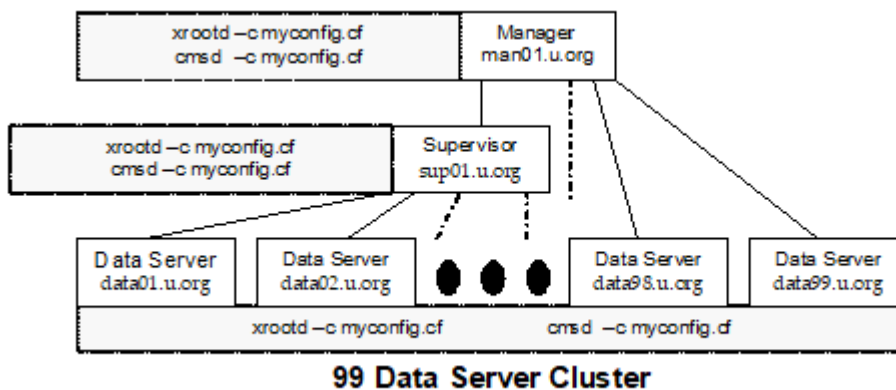 xrootd –c myconfig.cf
cmsd –c myconfig.cf
Manager
man01.u.org
xrootd –c myconfig.cf
cmsd –c myconfig.cf
Supervisor
sup01.u.org
Data Server
data01.u.org
Data Server
data02.u.org
Data Server
data98.u.org
Data Server
data99.u.org
xrootd –c myconfig.cf cmsd –c myconfig.cf
99 Data Server Cluster